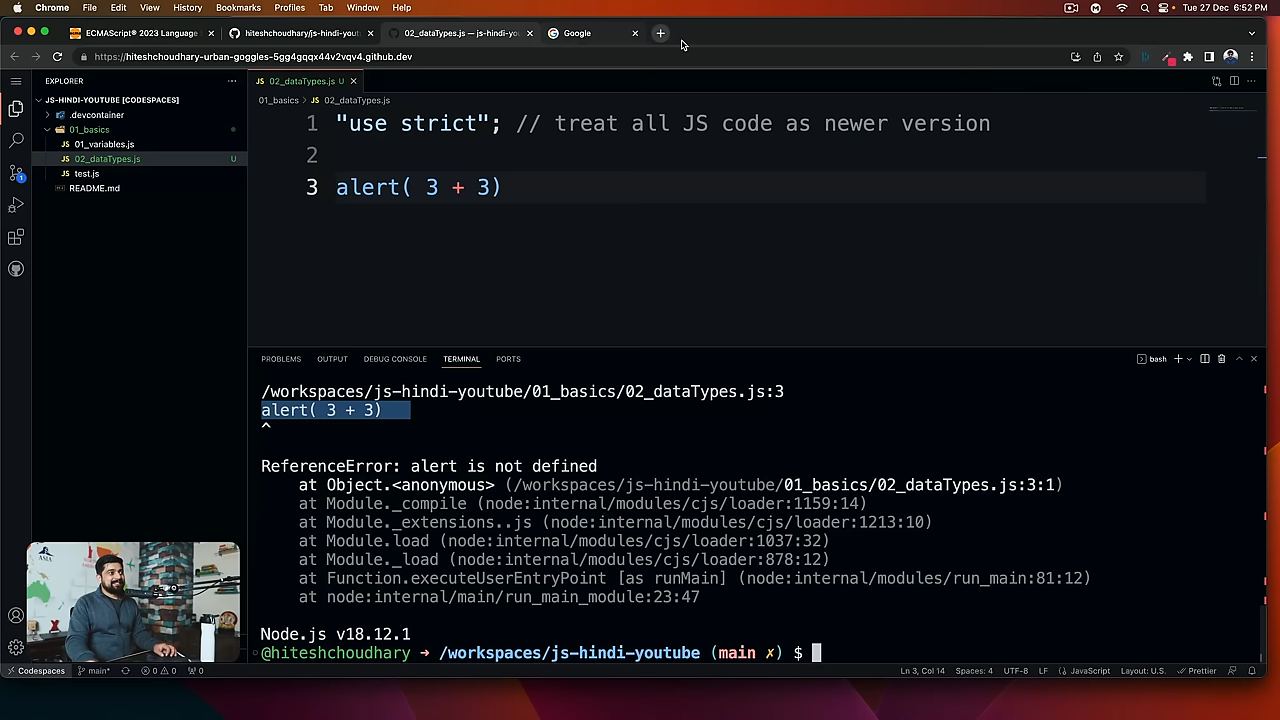 Chrome File Edit View History Bookmarks Profiles Tab Window Help Tue 27 Dec 6:52 PM
ECMAScript® 2023 Language hiteshchoudhary/js-hindi-yout 02_dataTypes.js — js-hindi-yo Google
https://hiteshchoudhary-urban-goggles-5gg4gqqx44v2vqv4.github.dev
EXPLORER
JS-HINDI-YOUTUBE [CODESPACES]
.devcontainer
01_basics
JS 01_variables.js
JS 02_dataTypes.js U
JS test.js
README.md
1
JS 02_dataTypes.js U
01_basics > JS 02_dataTypes.js
1 "use strict"; // treat all JS code as newer version
2
3 alert( 3 + 3)
PROBLEMS OUTPUT DEBUG CONSOLE TERMINAL PORTS bash
/workspaces/js-hindi-youtube/01_basics/02_dataTypes.js:3
alert( 3 + 3)
^
ReferenceError: alert is not defined
at Object.<anonymous> (/workspaces/js-hindi-youtube/01_basics/02_dataTypes.js:3:1)
at Module._compile (node:internal/modules/cjs/loader:1159:14)
at Module._extensions..js (node:internal/modules/cjs/loader:1213:10)
at Module.load (node:internal/modules/cjs/loader:1037:32)
at Module._load (node:internal/modules/cjs/loader:878:12)
at Function.executeUserEntryPoint [as runMain] (node:internal/modules/run_main:81:12)
at node:internal/main/run_main_module:23:47
Node.js v18.12.1
@hiteshchoudhary → /workspaces/js-hindi-youtube (main ✗) $
ASIA
Codespaces main* 0 0 0 Ln 3, Col 14 Spaces: 4 UTF-8 LF JavaScript Layout: U.S. Prettier